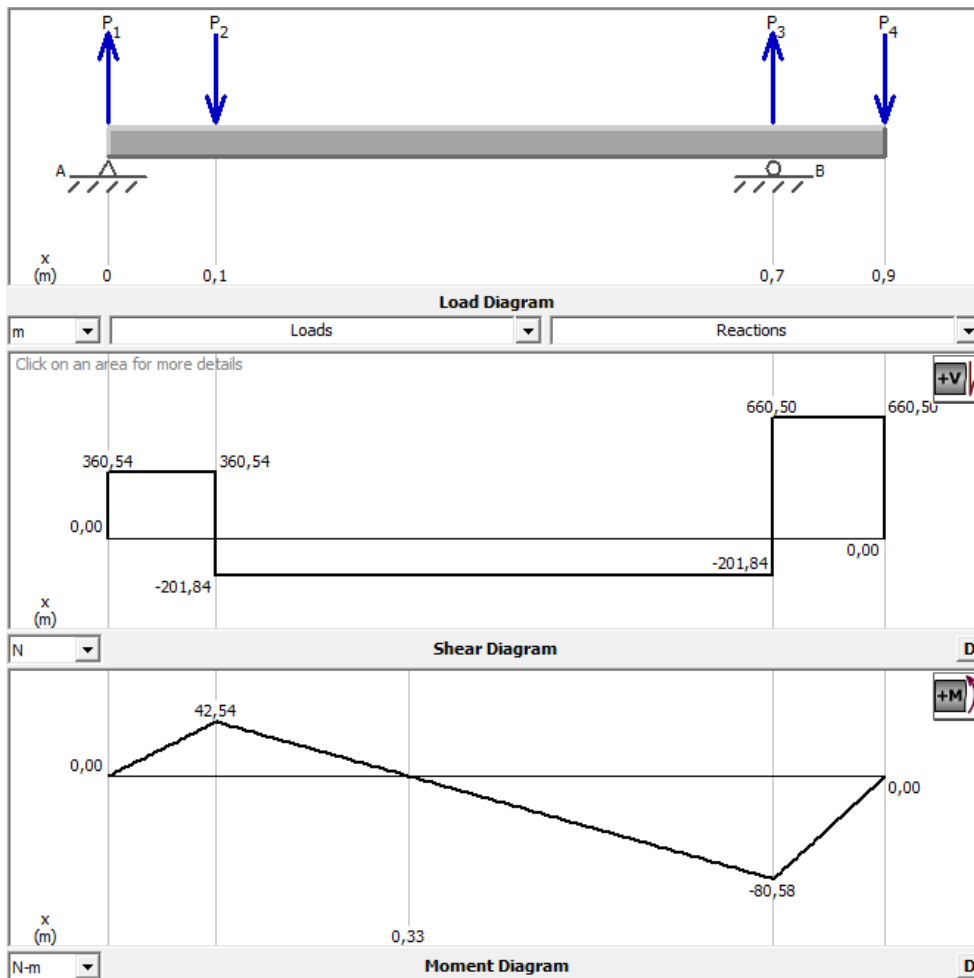 P1 P2 P3 P4
A B
x
(m) 0 0,1 0,7 0,9
Load Diagram
m Loads Reactions
Click on an area for more details
+V
660,50 660,50
360,54 360,54
0,00
0,00
-201,84 -201,84
x
(m)
N Shear Diagram D
+M
42,54
0,00
0,00
-80,58
x
(m) 0,33
N-m Moment Diagram D